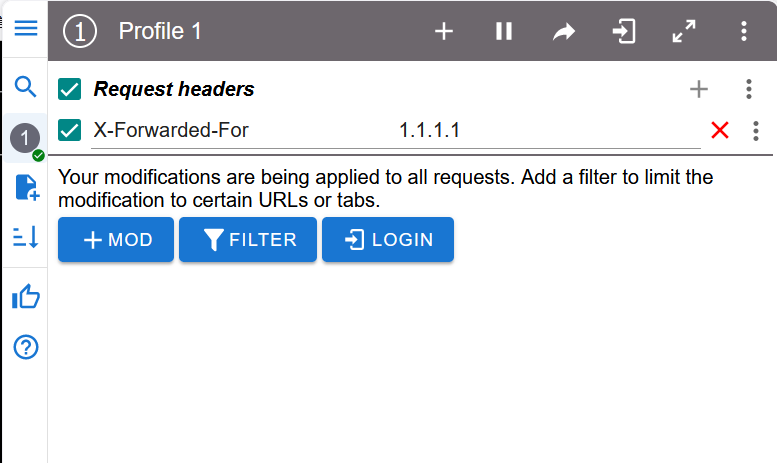 1 Profile 1
Request headers
X-Forwarded-For 1.1.1.1
1
Your modifications are being applied to all requests. Add a filter to limit the
modification to certain URLs or tabs.
MOD FILTER LOGIN